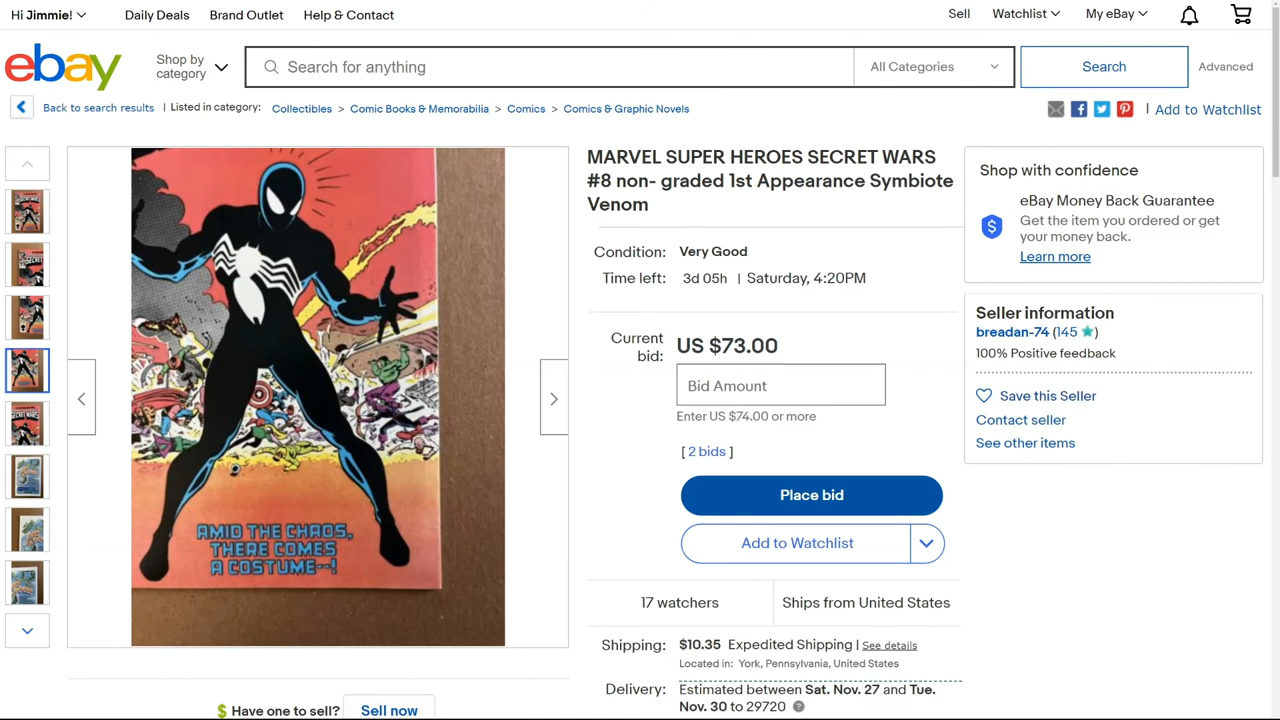 Hi Jimmie!
Daily Deals
Brand Outlet
Help & Contact
Sell
Watchlist
My eBay
ebay
Shop by
category
Search for anything
All Categories
Search
Advanced
Back to search results
| Listed in category:
Collectibles > Comic Books & Memorabilia > Comics > Comics & Graphic Novels
| Add to Watchlist
MARVEL SUPER HEROES SECRET WARS
#8 non- graded 1st Appearance Symbiote
Venom
Condition: Very Good
Time left: 3d 05h | Saturday, 4:20PM
Current
bid:
US $73.00
Bid Amount
Enter US $74.00 or more
[ 2 bids ]
Place bid
Add to Watchlist
17 watchers
Ships from United States
Shipping: $10.35 Expedited Shipping | See details
Located in: York, Pennsylvania, United States
Delivery: Estimated between Sat. Nov. 27 and Tue.
Nov. 30 to 29720
Shop with confidence
eBay Money Back Guarantee
Get the item you ordered or get
your money back.
Learn more
Seller information
breadan-74 (145)
100% Positive feedback
Save this Seller
Contact seller
See other items
AMID THE CHAOS,
THERE COMES
A COSTUME--!
Have one to sell?
Sell now